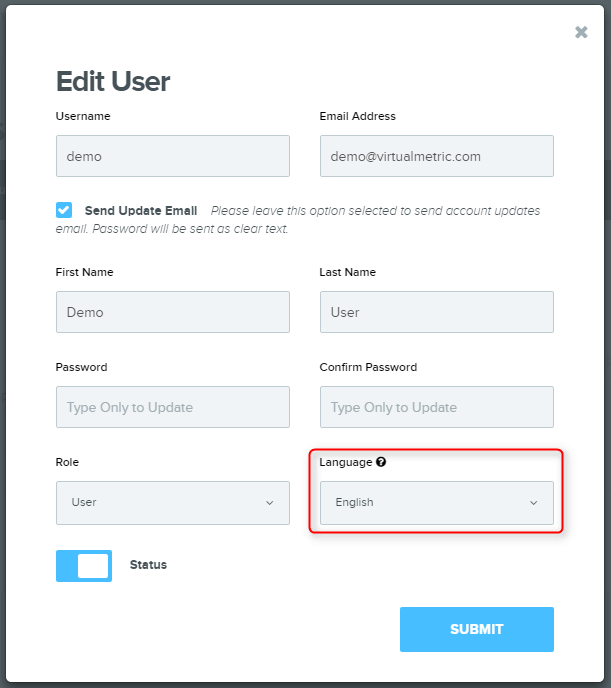 Edit User
Username
Email Address
demo
demo@virtualmetric.com
Send Update Email Please leave this option selected to send account updates
email. Password will be sent as clear text.
First Name
Last Name
Demo
User
Password
Confirm Password
Type Only to Update
Type Only to Update
Role
Language
User
English
Status
SUBMIT